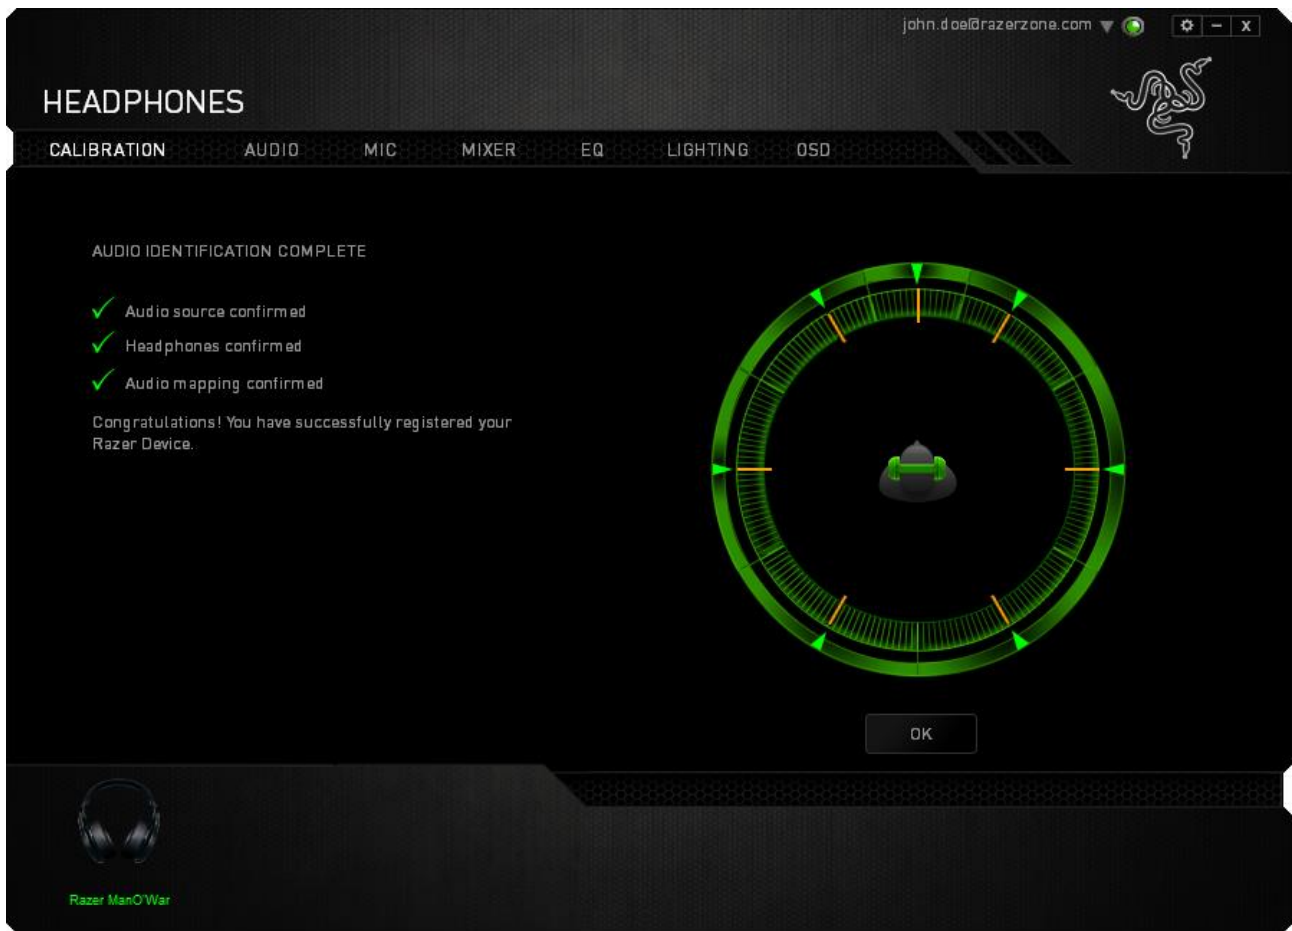 john.doe@razerzone.com
HEADPHONES
CALIBRATION AUDIO MIC MIXER EQ LIGHTING OSD
AUDIO IDENTIFICATION COMPLETE
Audio source confirmed
Headphones confirmed
Audio mapping confirmed
Congratulations! You have successfully registered your
Razer Device.
OK
Razer ManO'War